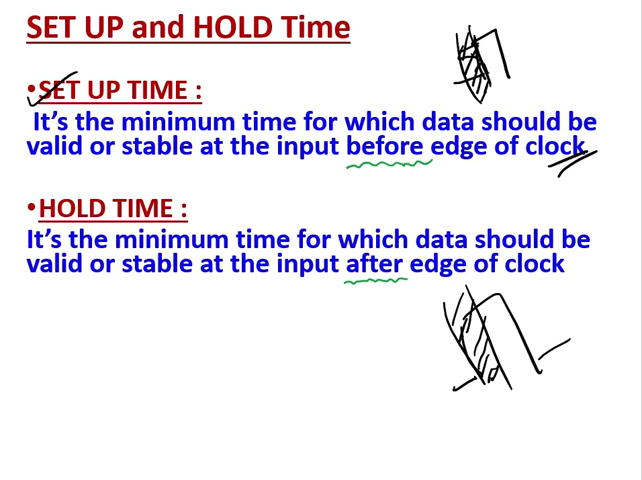 SET UP and HOLD Time
•SET UP TIME :
It’s the minimum time for which data should be
valid or stable at the input before edge of clock
•HOLD TIME :
It’s the minimum time for which data should be
valid or stable at the input after edge of clock